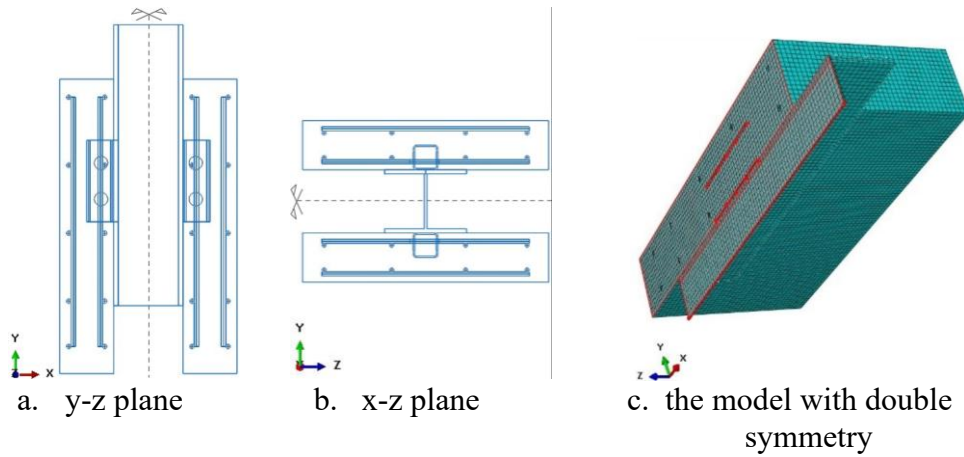 Y
X
Y
Z
Y
X
Z
a. y-z plane
b. x-z plane
c. the model with double
symmetry